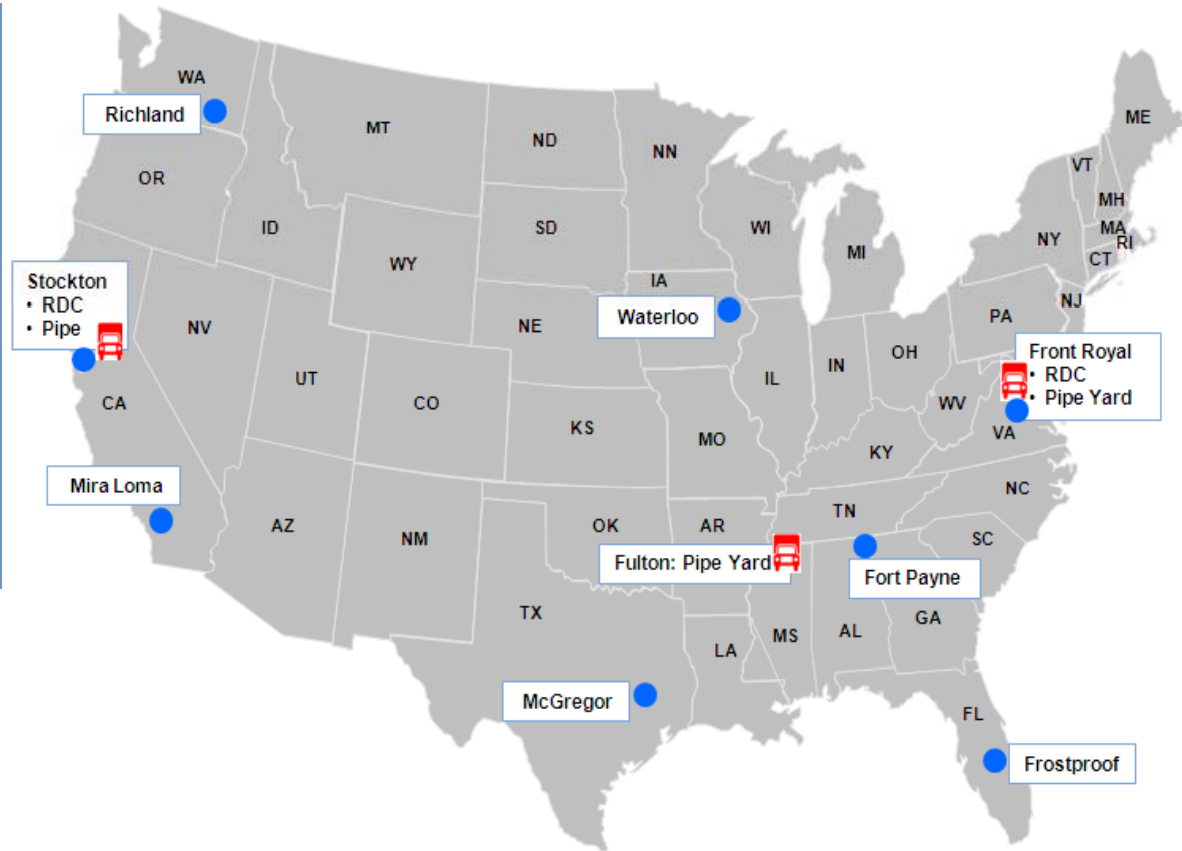 WA
Richland
MT
ND
NN
ME
OR
ID
SD
WI
MI
VT
MH
NY
MA
RI
CT
WY
Stockton
• RDC
• Pipe
NV
NE
IA
Waterloo
PA
NJ
UT
CO
IL
IN
OH
Front Royal
• RDC
• Pipe Yard
CA
KS
MO
WV
VA
KY
Mira Loma
NC
AZ
NM
OK
AR
TN
SC
Fulton: Pipe Yard
Fort Payne
TX
LA
MS
AL
GA
McGregor
FL
Frostproof